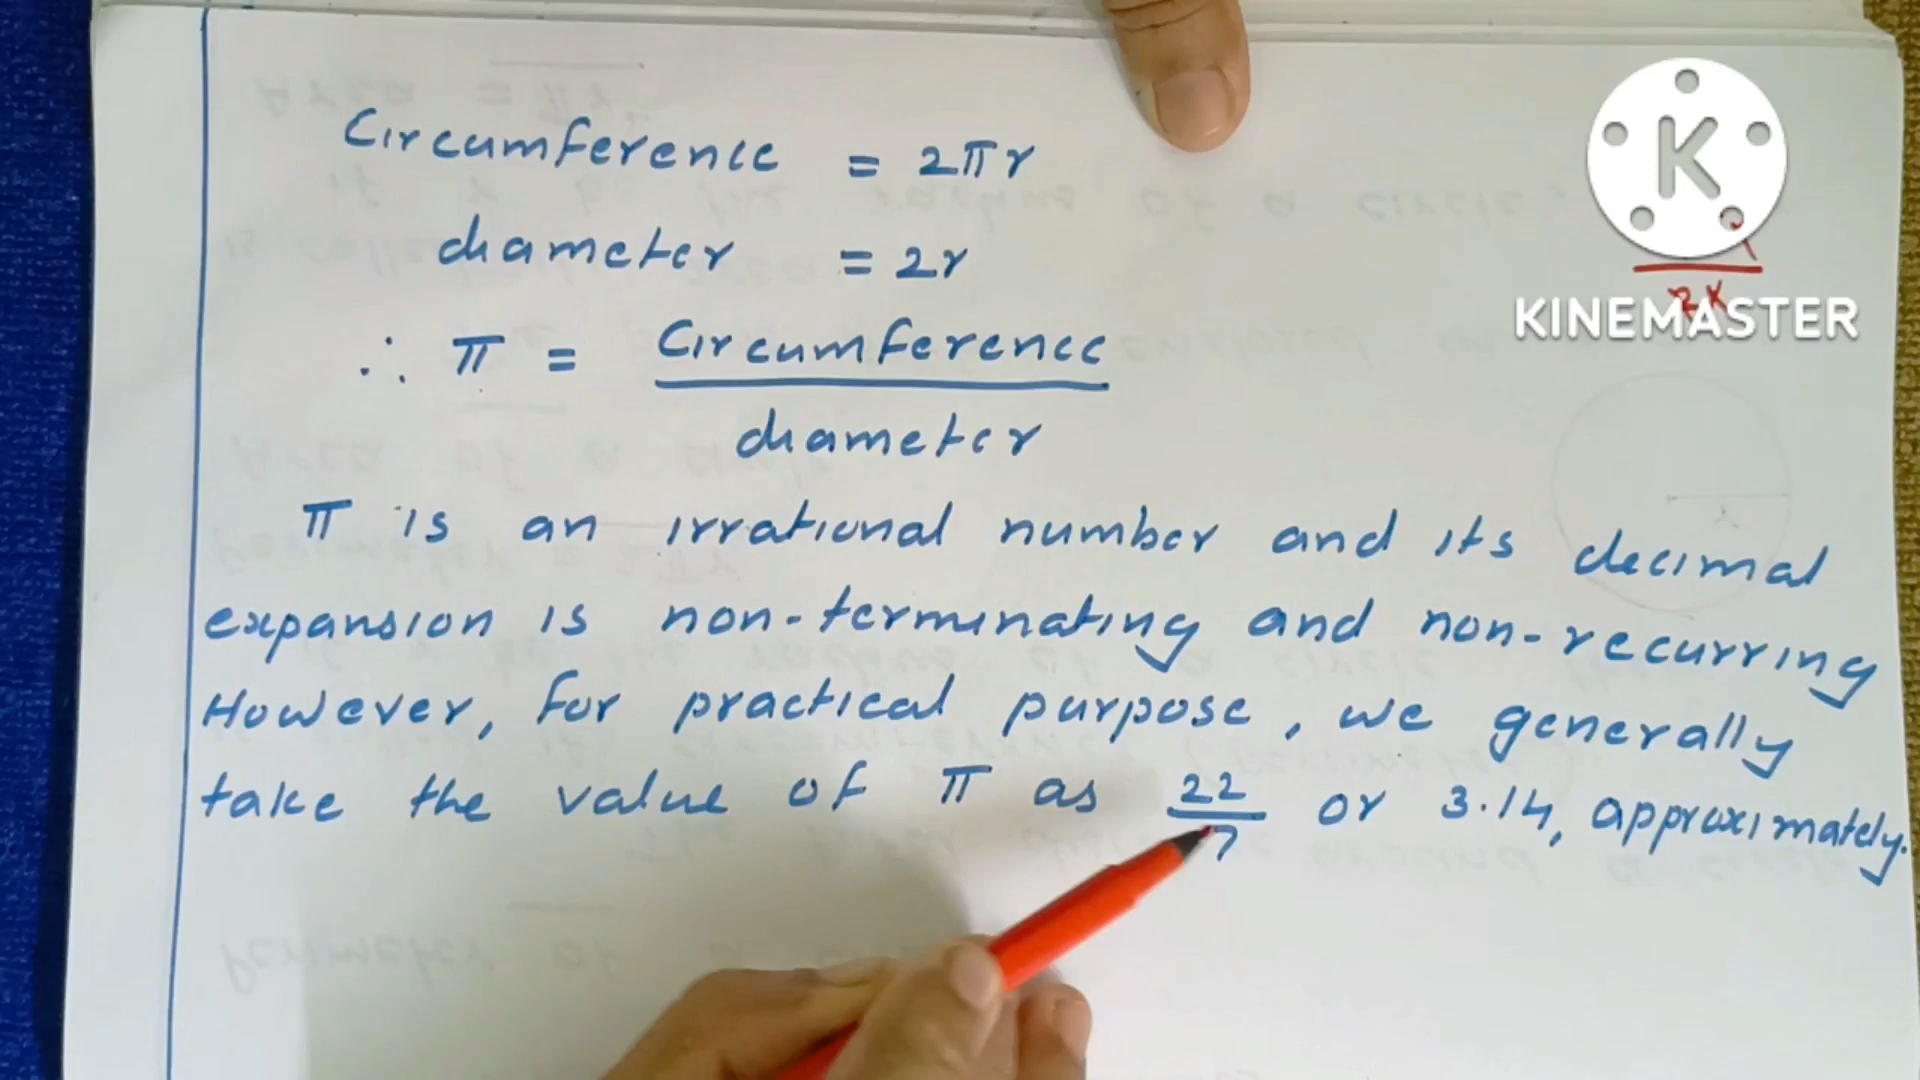 Circumference = 2πr
diameter = 2r
∴ π = Circumference
diameter
π is an irrational number and its decimal
expansion is non-terminating and non-recurring
However, for practical purpose, we generally
take the value of π as 22/7 or 3.14, approximately.
K
KINEMASTER